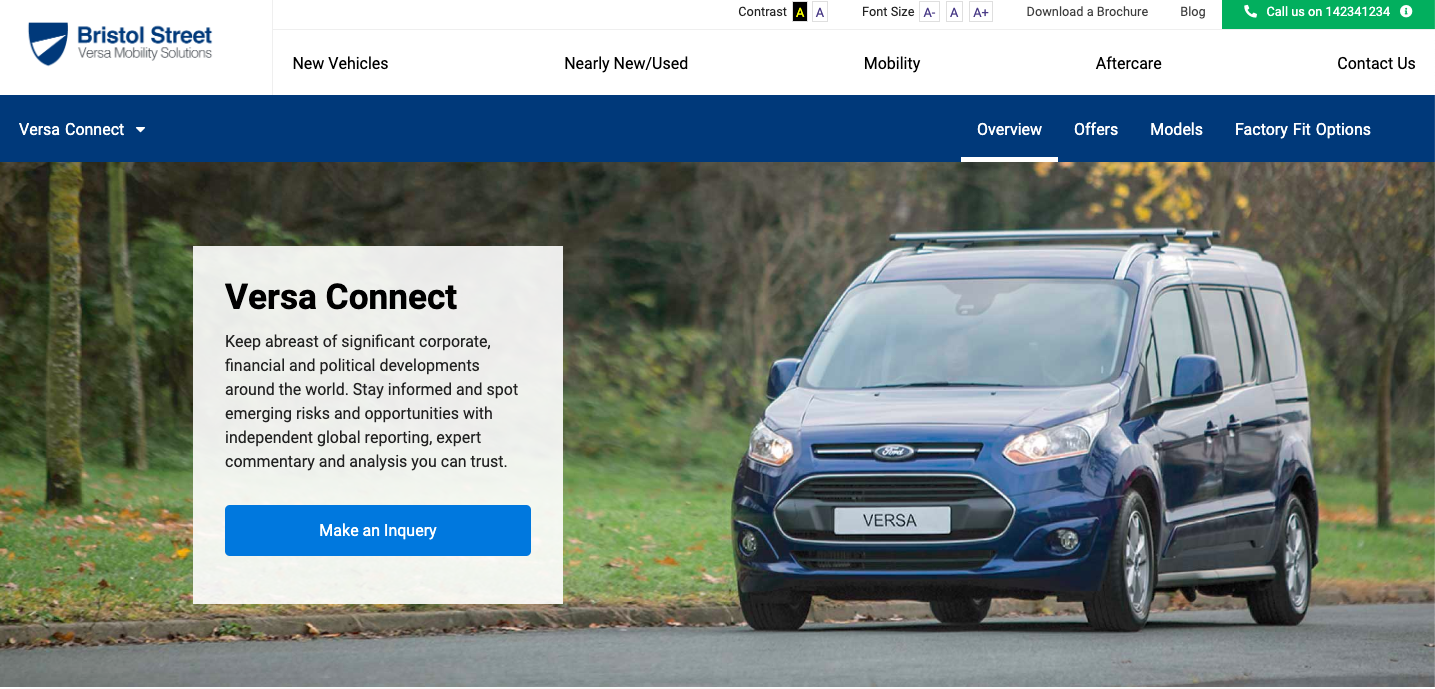 Contrast A A Font Size A- A A+ Download a Brochure Blog Call us on 142341234
Bristol Street
Versa Mobility Solutions
New Vehicles Nearly New/Used Mobility Aftercare Contact Us
Versa Connect Overview Offers Models Factory Fit Options
Versa Connect
Keep abreast of significant corporate,
financial and political developments
around the world. Stay informed and spot
emerging risks and opportunities with
independent global reporting, expert
commentary and analysis you can trust.
Make an Inquery
Ford
VERSA